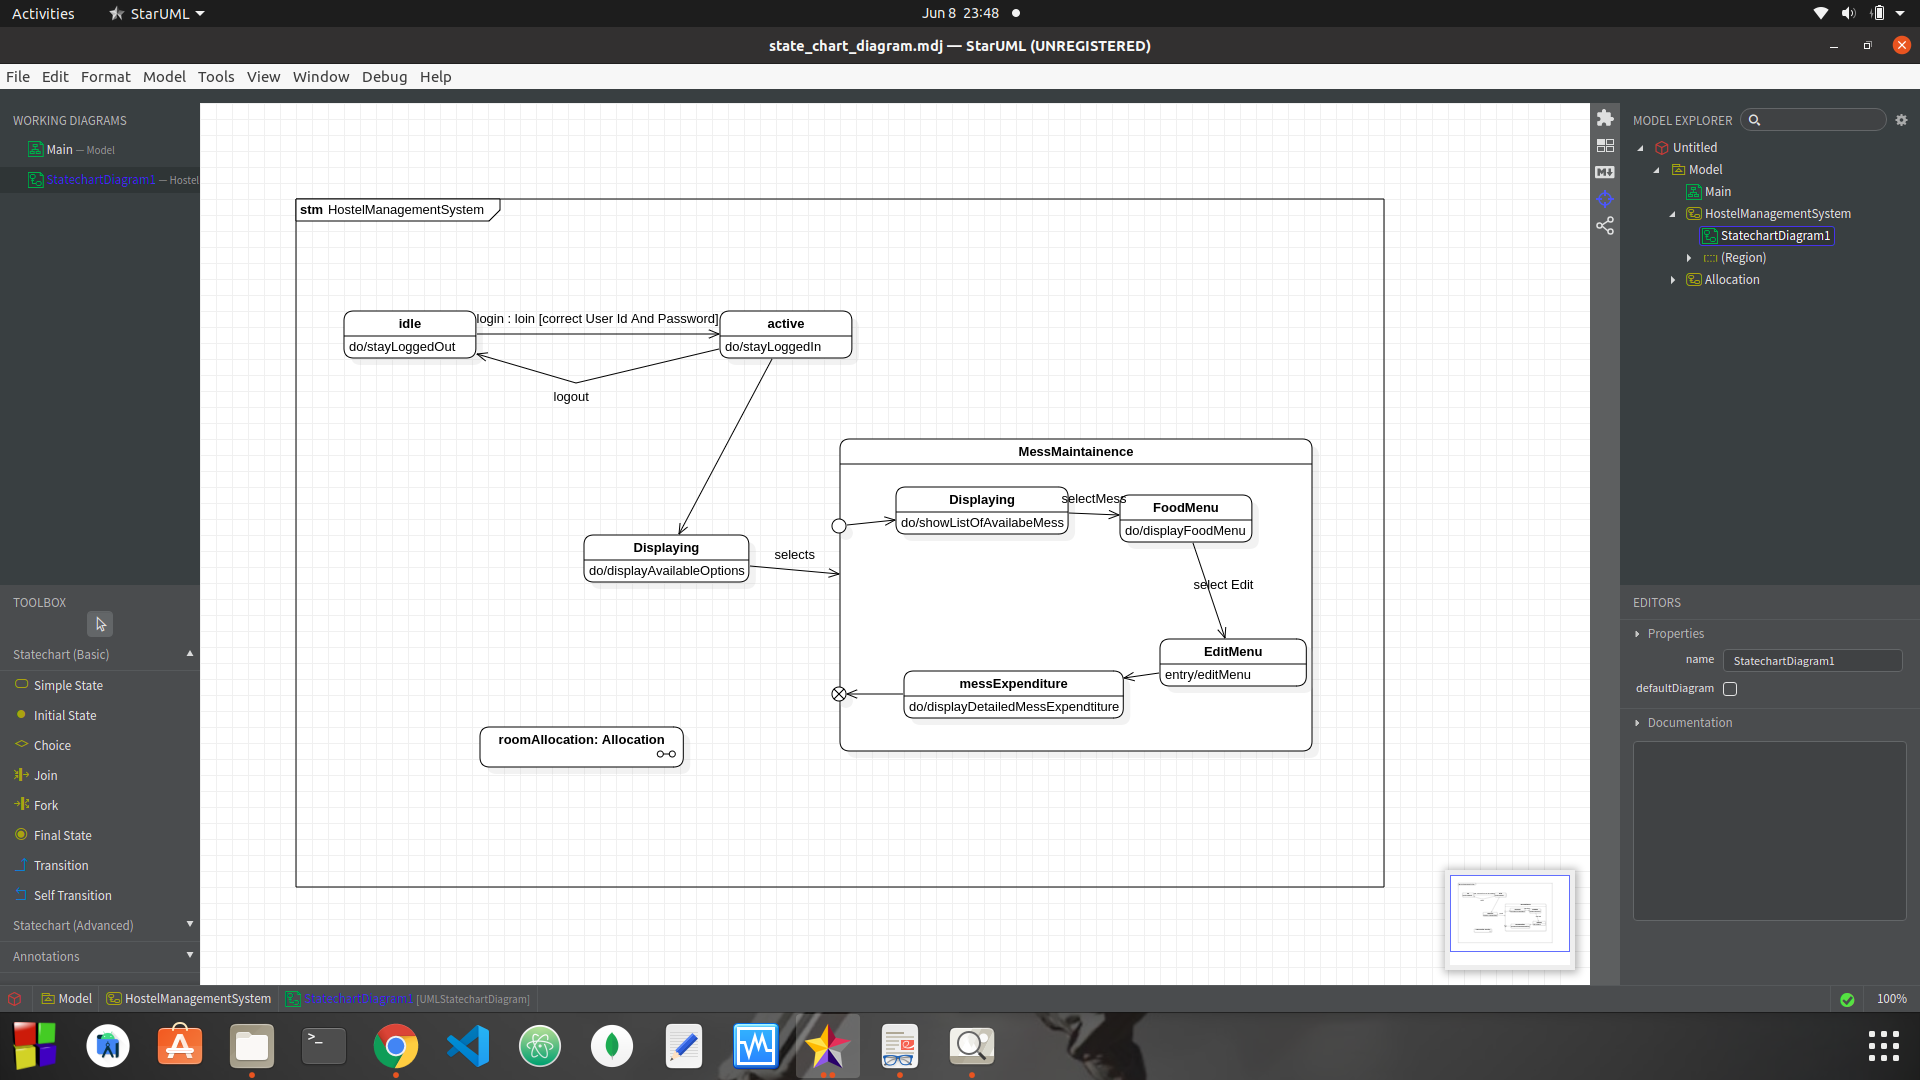 Activities StarUML Jun 8 23:48
state_chart_diagram.mdj — StarUML (UNREGISTERED)
File Edit Format Model Tools View Window Debug Help
WORKING DIAGRAMS
Main — Model
StatechartDiagram1 — Hostel
TOOLBOX
Statechart (Basic)
Simple State
Initial State
Choice
Join
Fork
Final State
Transition
Self Transition
Statechart (Advanced)
Annotations
stm HostelManagementSystem
idle
do/stayLoggedOut
login : loin [correct User Id And Password]
active
do/stayLoggedIn
logout
Displaying
do/displayAvailableOptions
selects
MessMaintainence
Displaying
do/showListOfAvailabeMess
selectMess
FoodMenu
do/displayFoodMenu
select Edit
EditMenu
entry/editMenu
messExpenditure
do/displayDetailedMessExpendtiture
roomAllocation: Allocation
MODEL EXPLORER
Untitled
Model
Main
HostelManagementSystem
StatechartDiagram1
(Region)
Allocation
EDITORS
Properties
name StatechartDiagram1
defaultDiagram
Documentation
Model HostelManagementSystem StatechartDiagram1 [UMLStatechartDiagram] 100%